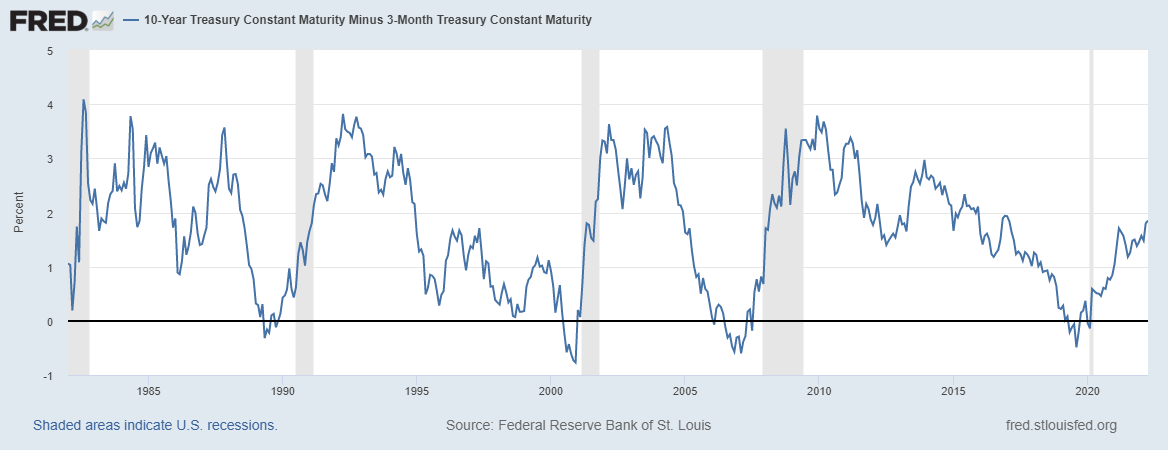 FRED 10-Year Treasury Constant Maturity Minus 3-Month Treasury Constant Maturity
5
4
3
2
1
0
-1
Percent
1985 1990 1995 2000 2005 2010 2015 2020
Shaded areas indicate U.S. recessions. Source: Federal Reserve Bank of St. Louis fred.stlouisfed.org